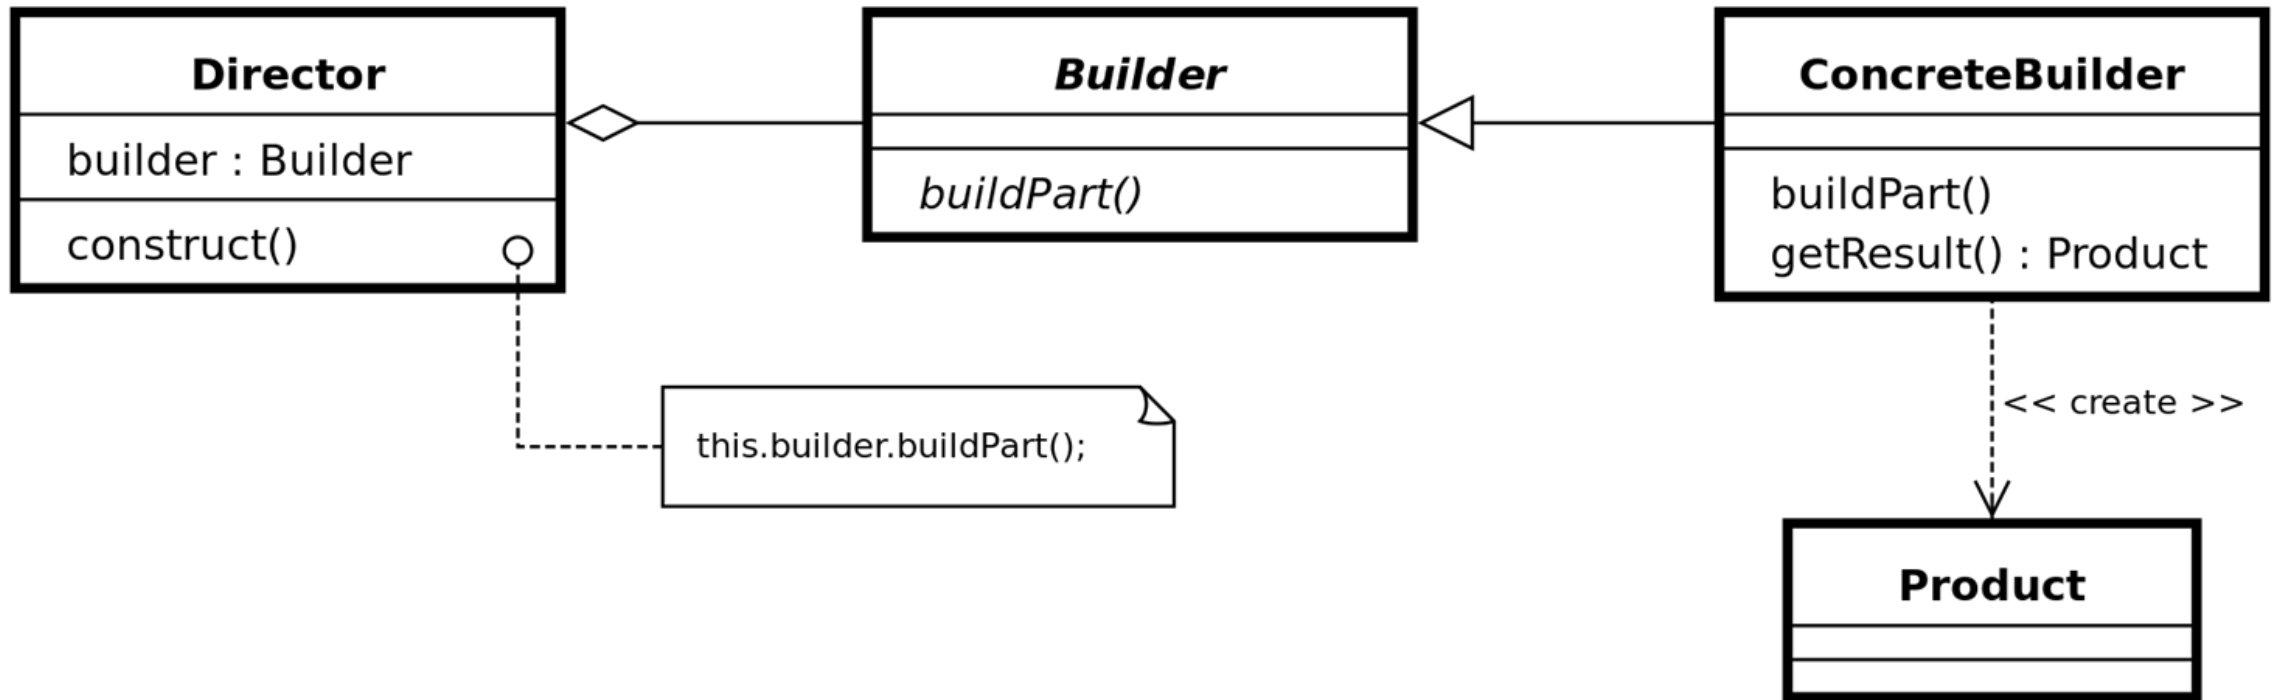 Director
builder : Builder
construct()
Builder
buildPart()
ConcreteBuilder
buildPart()
getResult() : Product
this.builder.buildPart();
<< create >>
Product